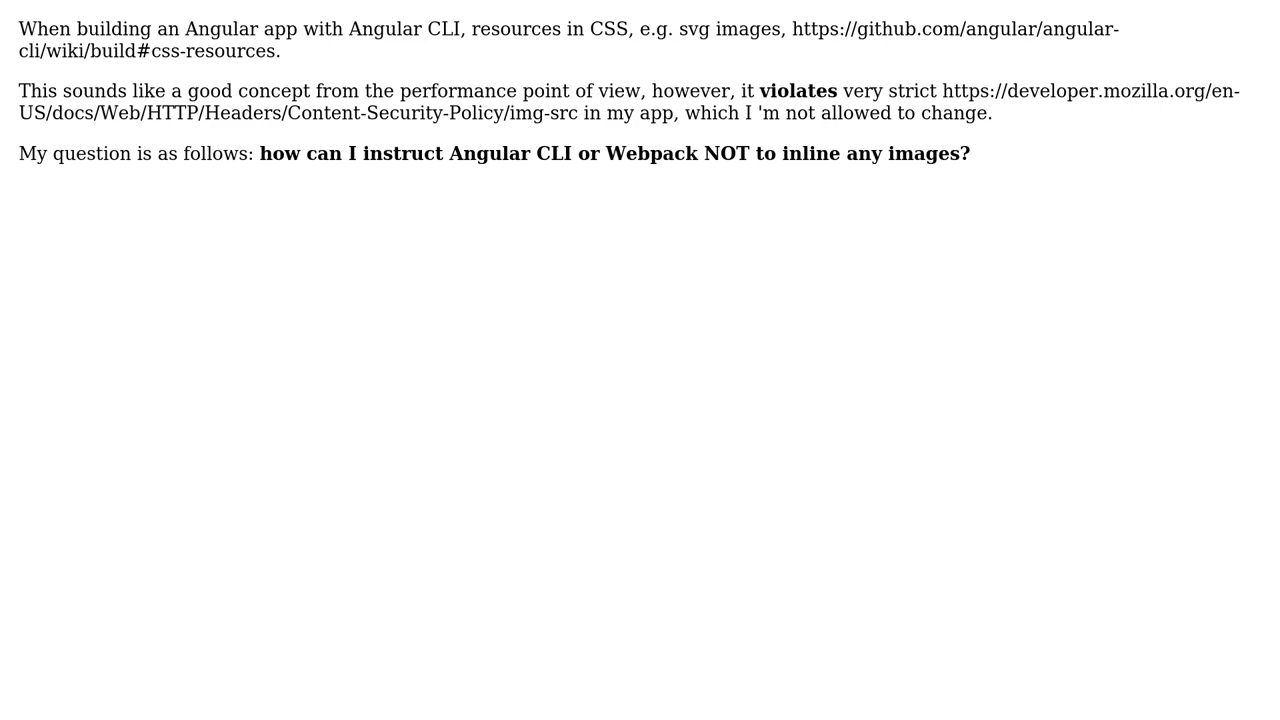 When building an Angular app with Angular CLI, resources in CSS, e.g. svg images, https://github.com/angular/angular-
cli/wiki/build#css-resources.
This sounds like a good concept from the performance point of view, however, it violates very strict https://developer.mozilla.org/en-
US/docs/Web/HTTP/Headers/Content-Security-Policy/img-src in my app, which I 'm not allowed to change.
My question is as follows: how can I instruct Angular CLI or Webpack NOT to inline any images?